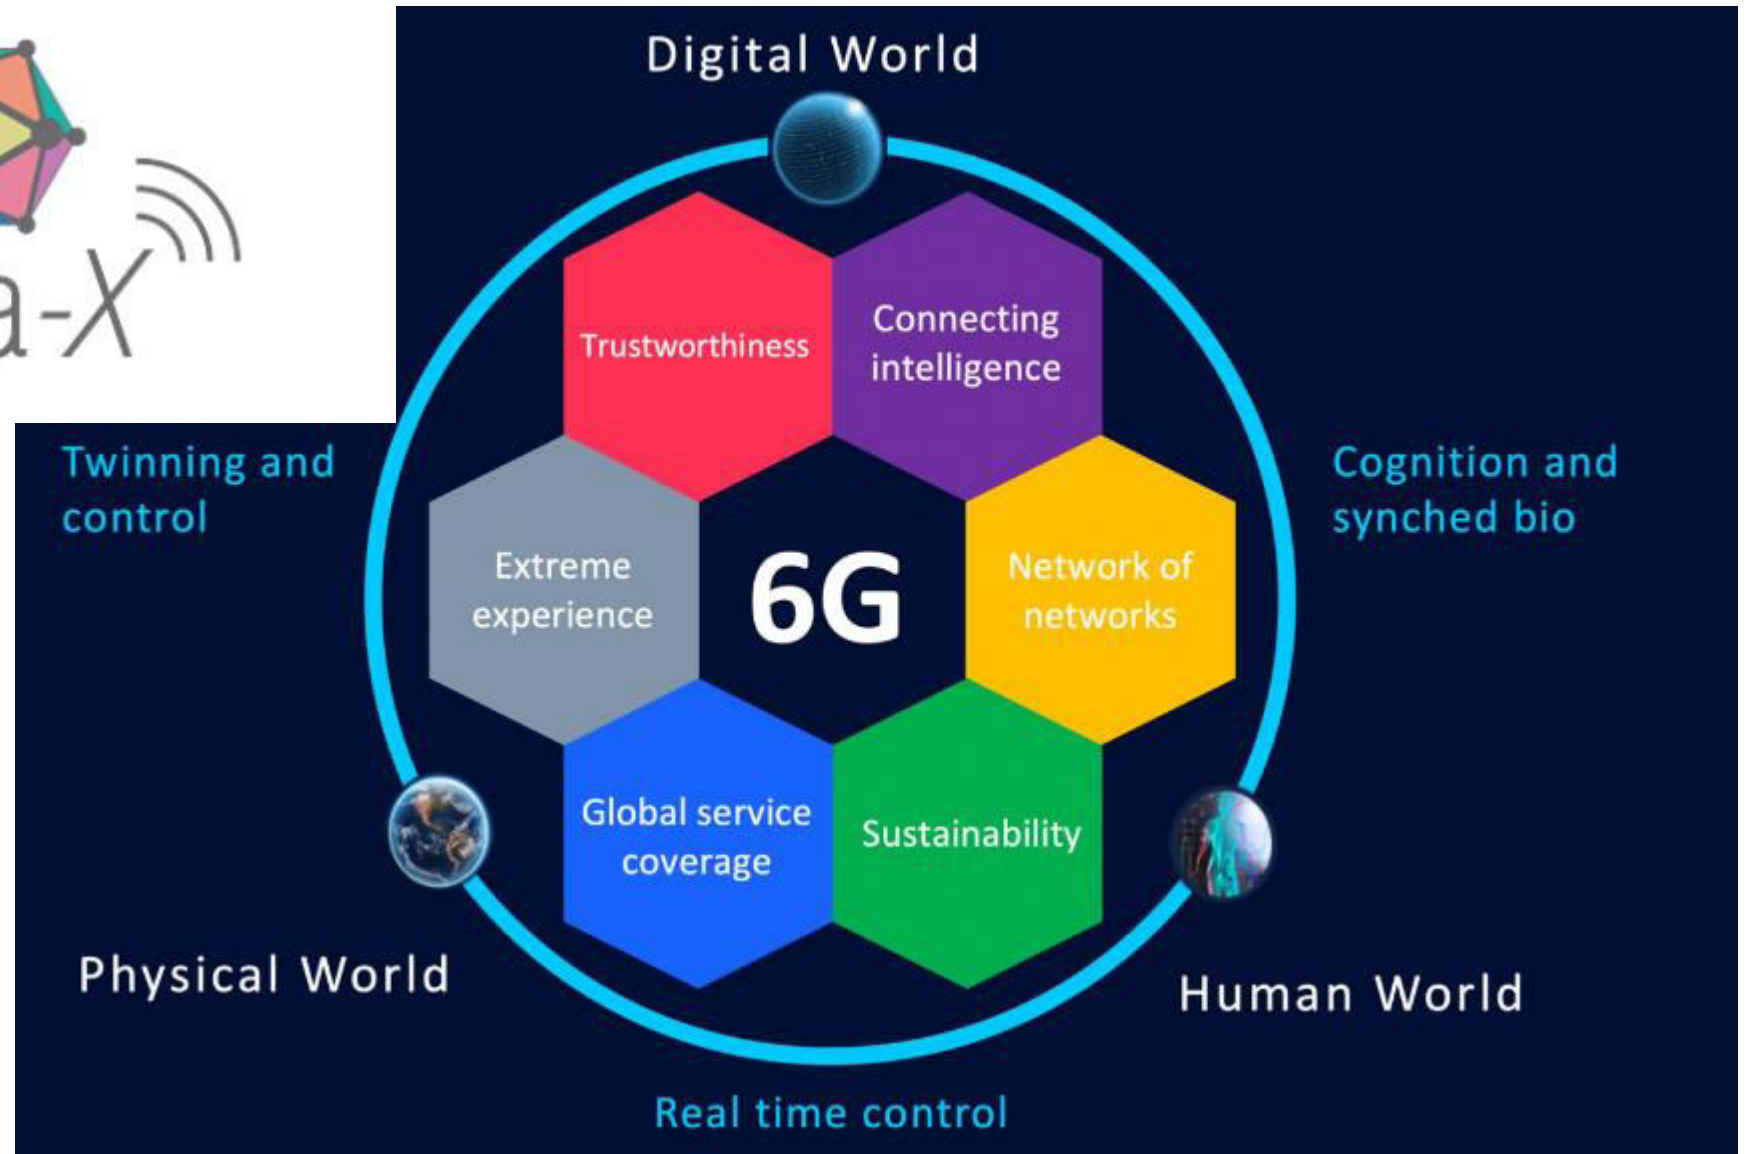 Digital World
a-X
Trustworthiness
Connecting
intelligence
Twinning and
control
Cognition and
synched bio
Extreme
experience
6G
Network of
networks
Global service
coverage
Sustainability
Physical World
Human World
Real time control